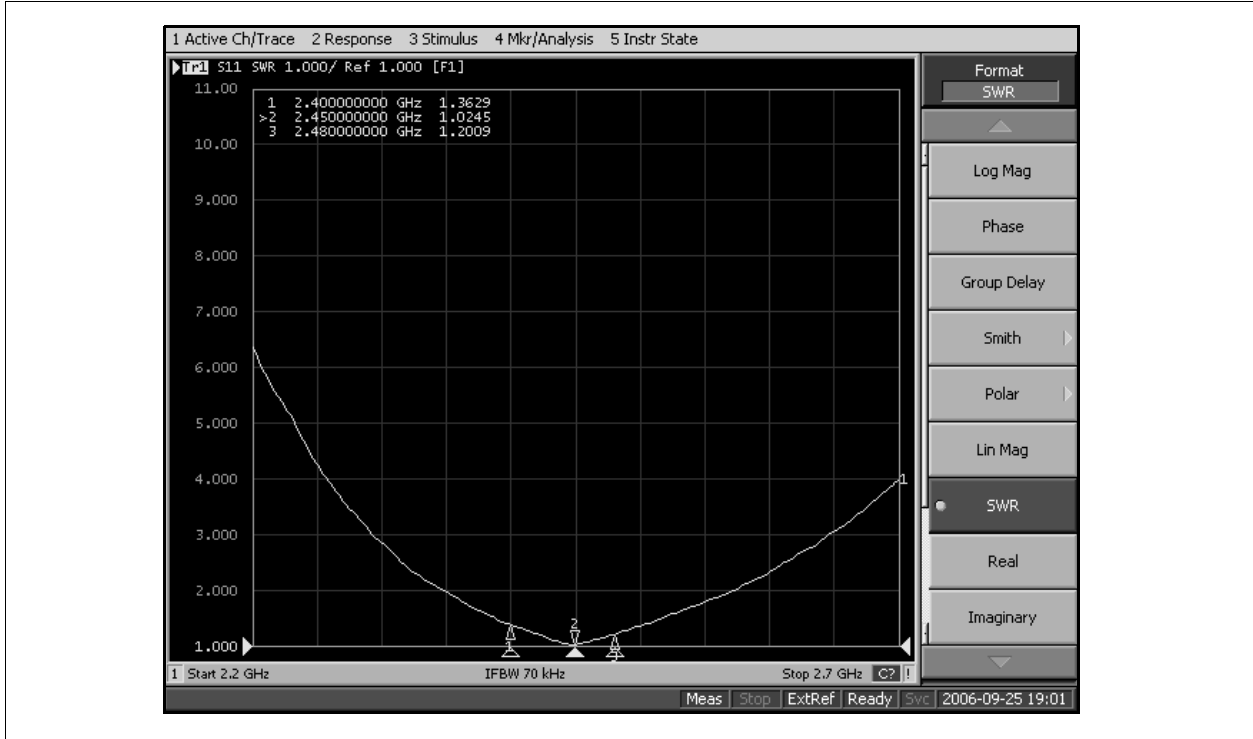 1 Active Ch/Trace 2 Response 3 Stimulus 4 Mkr/Analysis 5 Instr State
Tr1 S11 SWR 1.000/ Ref 1.000 [F1]
11.00
1 2.400000000 GHz 1.3629
>2 2.450000000 GHz 1.0245
3 2.480000000 GHz 1.2009
10.00
9.000
8.000
7.000
6.000
5.000
4.000
3.000
2.000
1.000
1
2
1
3
1 Start 2.2 GHz IFBW 70 kHz Stop 2.7 GHz C? !
Format
SWR
Log Mag
Phase
Group Delay
Smith
Polar
Lin Mag
SWR
Real
Imaginary
Meas Stop ExtRef Ready Svc 2006-09-25 19:01